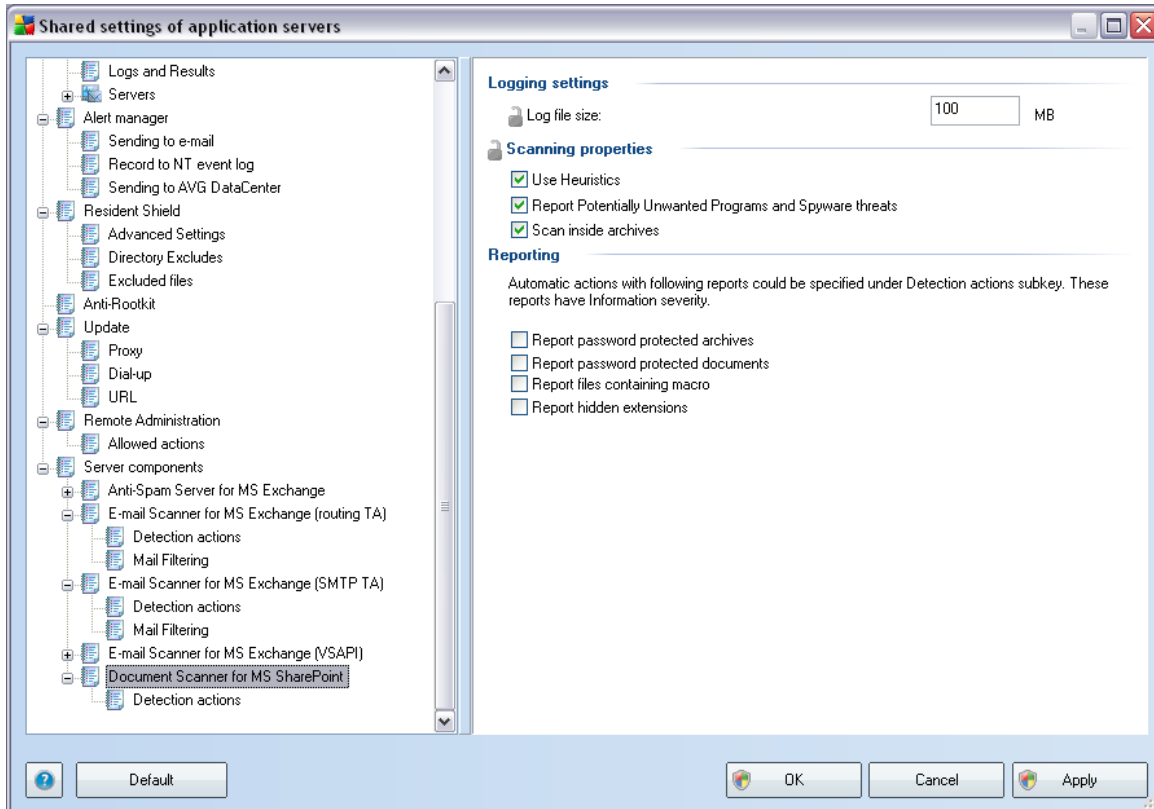 Shared settings of application servers
Logs and Results
Servers
Alert manager
Sending to e-mail
Record to NT event log
Sending to AVG DataCenter
Resident Shield
Advanced Settings
Directory Excludes
Excluded files
Anti-Rootkit
Update
Proxy
Dial-up
URL
Remote Administration
Allowed actions
Server components
Anti-Spam Server for MS Exchange
E-mail Scanner for MS Exchange (routing TA)
Detection actions
Mail Filtering
E-mail Scanner for MS Exchange (SMTP TA)
Detection actions
Mail Filtering
E-mail Scanner for MS Exchange (VSAPI)
Document Scanner for MS SharePoint
Detection actions
Logging settings
Log file size: 100 MB
Scanning properties
Use Heuristics
Report Potentially Unwanted Programs and Spyware threats
Scan inside archives
Reporting
Automatic actions with following reports could be specified under Detection actions subkey. These
reports have Information severity.
Report password protected archives
Report password protected documents
Report files containing macro
Report hidden extensions
? Default OK Cancel Apply